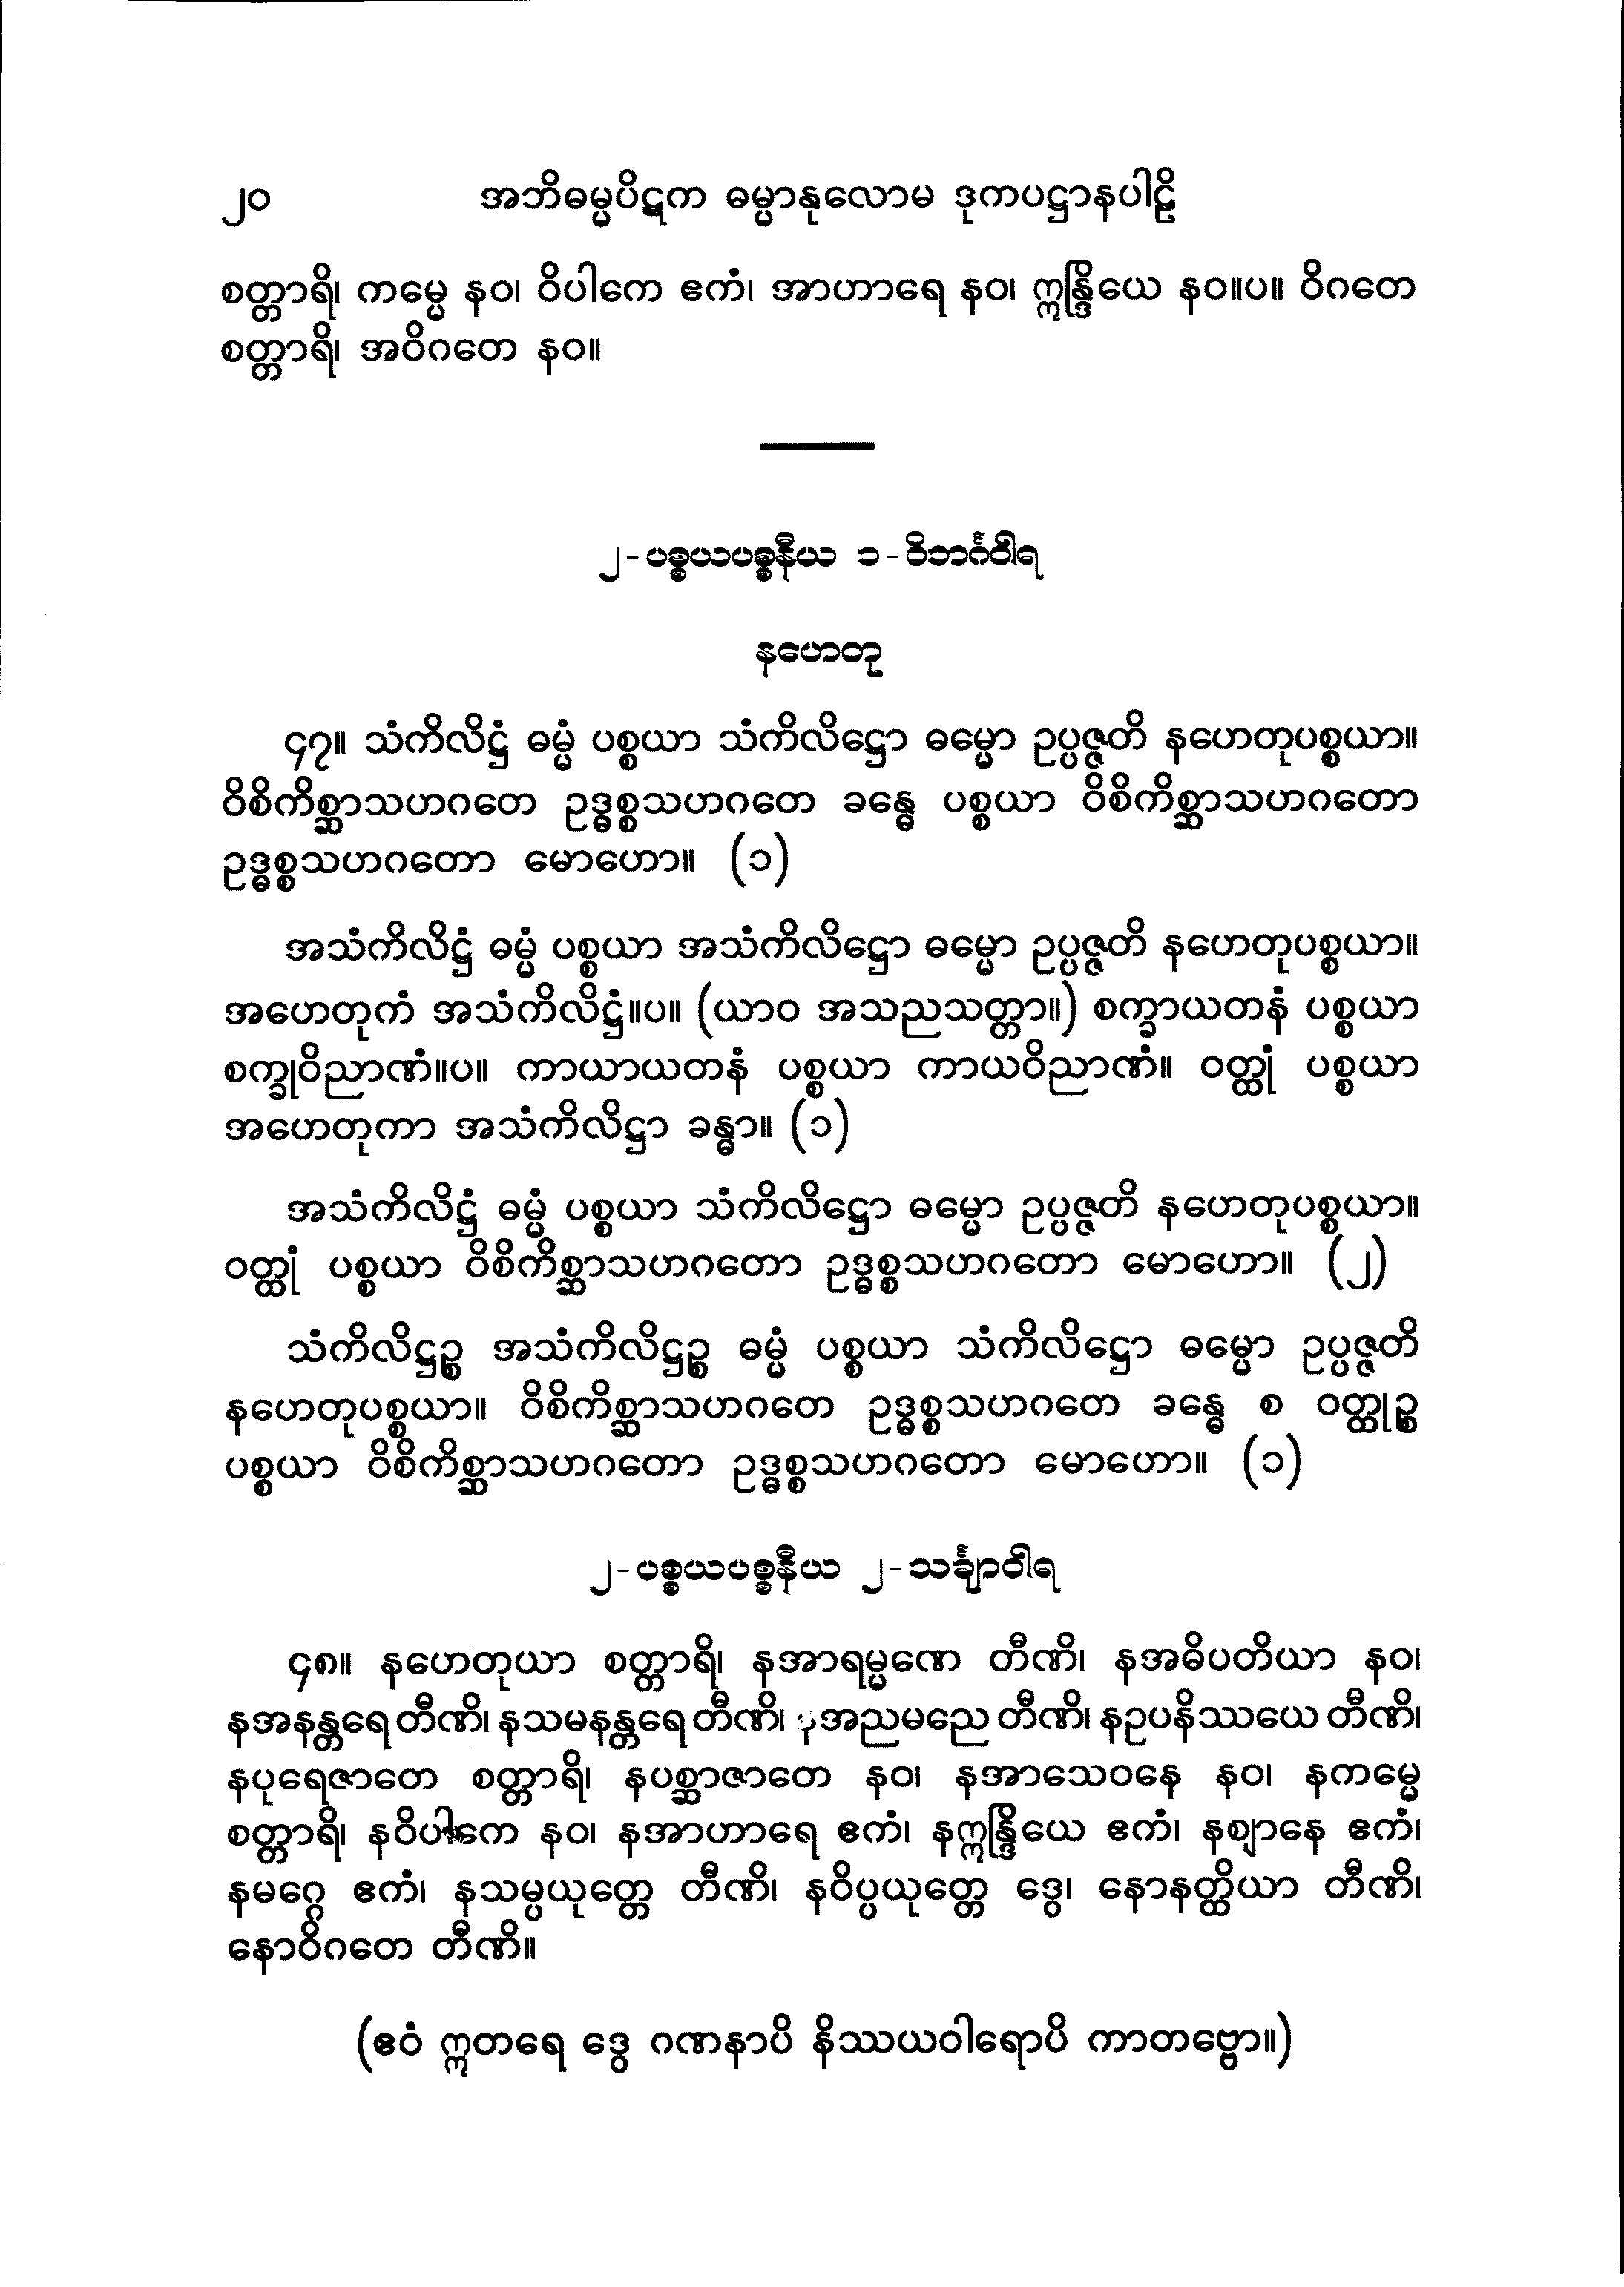 ၂၀ အဘိဓမ္မပိဋက ဓမ္မာနုလောမ ဒုကပဋ္ဌာနပါဠိ
စတ္တာရိ၊ ကမ္မေ နဝ၊ ဝိပါကေ ဧကံ၊ အာဟာရေ နဝ၊ ဣန္ဒြိယေ နဝ။ပ။ ဝိဂတေ
စတ္တာရိ၊ အဝိဂတေ နဝ။
၂-ပစ္စယပစ္စနီယ ၁-ဝိဘင်္ဂဝါရ
နဟေတု
၄၇။ သံကိလိဋ္ဌံ ဓမ္မံ ပစ္စယာ သံကိလိဋ္ဌော ဓမ္မော ဥပ္ပဇ္ဇတိ နဟေတုပစ္စယာ။
ဝိစိကိစ္ဆာသဟဂတေ ဥဒ္ဓစ္စသဟဂတေ ခန္ဓေ ပစ္စယာ ဝိစိကိစ္ဆာသဟဂတော
ဥဒ္ဓစ္စသဟဂတော မောဟော။ (၁)
အသံကိလိဋ္ဌံ ဓမ္မံ ပစ္စယာ အသံကိလိဋ္ဌော ဓမ္မော ဥပ္ပဇ္ဇတိ နဟေတုပစ္စယာ။
အဟေတုကံ အသံကိလိဋ္ဌံ။ပ။ (ယာဝ အသညသတ္တာ။) စက္ခာယတနံ ပစ္စယာ
စက္ခုဝိညာဏံ။ပ။ ကာယာယတနံ ပစ္စယာ ကာယဝိညာဏံ။ ဝတ္ထုံ ပစ္စယာ
အဟေတုကာ အသံကိလိဋ္ဌာ ခန္ဓာ။ (၁)
အသံကိလိဋ္ဌံ ဓမ္မံ ပစ္စယာ သံကိလိဋ္ဌော ဓမ္မော ဥပ္ပဇ္ဇတိ နဟေတုပစ္စယာ။
ဝတ္ထုံ ပစ္စယာ ဝိစိကိစ္ဆာသဟဂတော ဥဒ္ဓစ္စသဟဂတော မောဟော။ (၂)
သံကိလိဋ္ဌဉ္စ အသံကိလိဋ္ဌဉ္စ ဓမ္မံ ပစ္စယာ သံကိလိဋ္ဌော ဓမ္မော ဥပ္ပဇ္ဇတိ
နဟေတုပစ္စယာ။ ဝိစိကိစ္ဆာသဟဂတေ ဥဒ္ဓစ္စသဟဂတေ ခန္ဓေ စ ဝတ္ထုဉ္စ
ပစ္စယာ ဝိစိကိစ္ဆာသဟဂတော ဥဒ္ဓစ္စသဟဂတော မောဟော။ (၁)
၂-ပစ္စယပစ္စနီယ ၂-သင်္ချာဝါရ
၄၈။ နဟေတုယာ စတ္တာရိ၊ နအာရမ္မဏေ တီဏိ၊ နအဓိပတိယာ နဝ၊
နအနန္တရေ တီဏိ၊ နသမနန္တရေ တီဏိ၊ နအညမညေ တီဏိ၊ နဥပနိဿယေ တီဏိ၊
နပုရေဇာတေ စတ္တာရိ၊ နပစ္ဆာဇာတေ နဝ၊ နအာသေဝနေ နဝ၊ နကမ္မေ
စတ္တာရိ၊ နဝိပါကေ နဝ၊ နအာဟာရေ ဧကံ၊ နဣန္ဒြိယေ ဧကံ၊ နဈာနေ ဧကံ၊
နမဂ္ဂေ ဧကံ၊ နသမ္ပယုတ္တေ တီဏိ၊ နဝိပ္ပယုတ္တေ ဒွေ၊ နောနတ္ထိယာ တီဏိ၊
နောဝိဂတေ တီဏိ။
(ဧဝံ ဣတရေ ဒွေ ဂဏနာပိ နိဿယဝါရောပိ ကာတဗ္ဗော။)